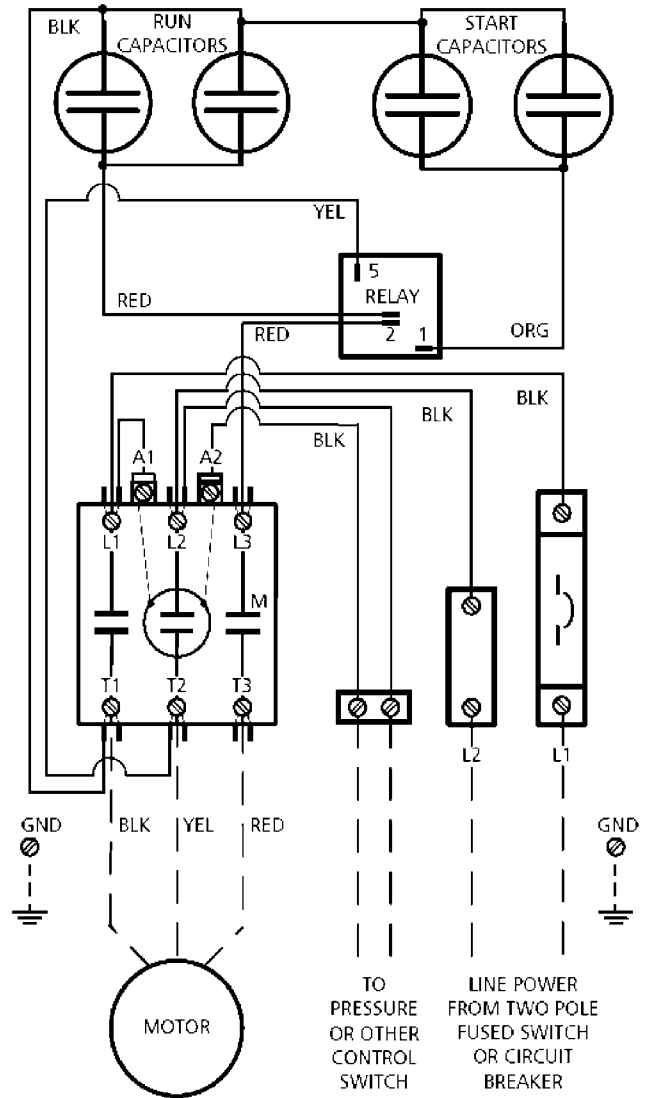 BLK
RUN
CAPACITORS
START
CAPACITORS
YEL
5
RELAY
2
1
RED
RED
ORG
BLK
BLK
BLK
A1
A2
L1
L2
L3
M
T1
T2
T3
L2
L1
GND
BLK
YEL
RED
GND
MOTOR
TO
PRESSURE
OR OTHER
CONTROL
SWITCH
LINE POWER
FROM TWO POLE
FUSED SWITCH
OR CIRCUIT
BREAKER